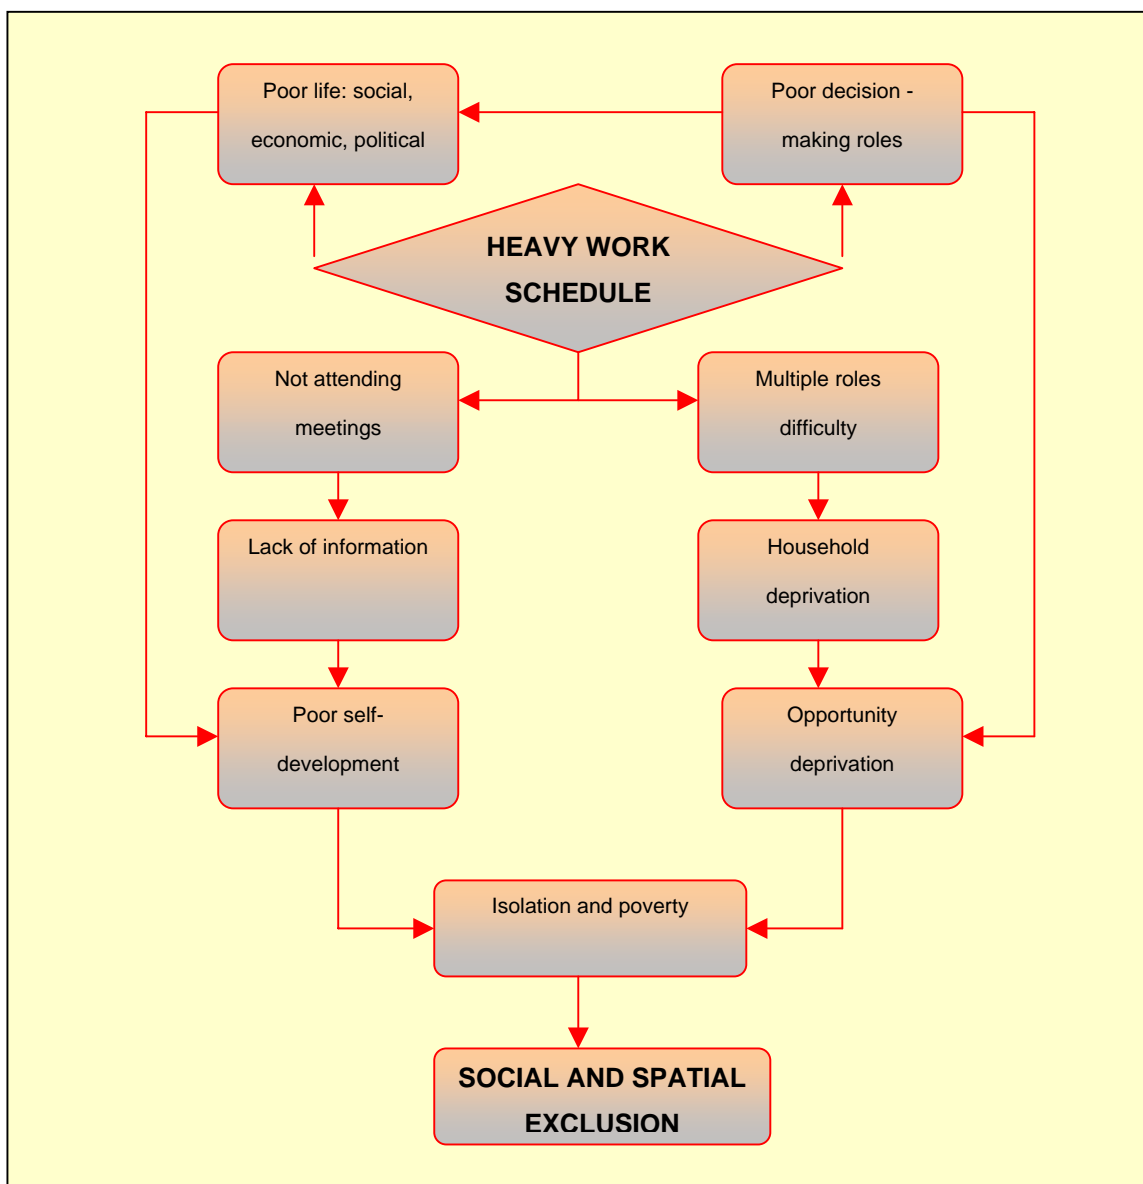 Poor life: social,
economic, political
Poor decision -
making roles
HEAVY WORK
SCHEDULE
Not attending
meetings
Multiple roles
difficulty
Lack of information
Household
deprivation
Poor self-
development
Opportunity
deprivation
Isolation and poverty
SOCIAL AND SPATIAL
EXCLUSION